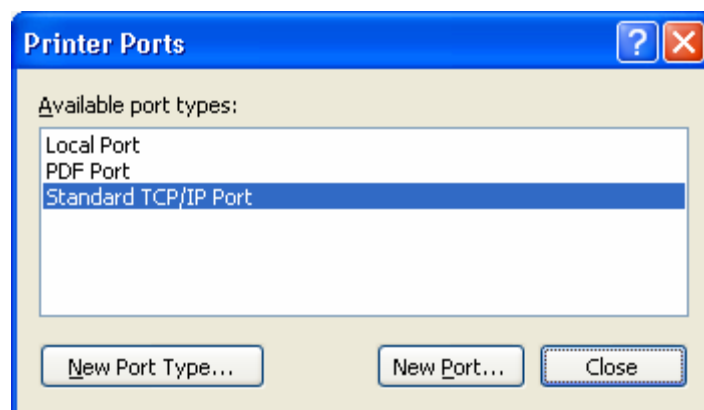 Printer Ports
Available port types:
Local Port
PDF Port
Standard TCP/IP Port
New Port Type... New Port... Close